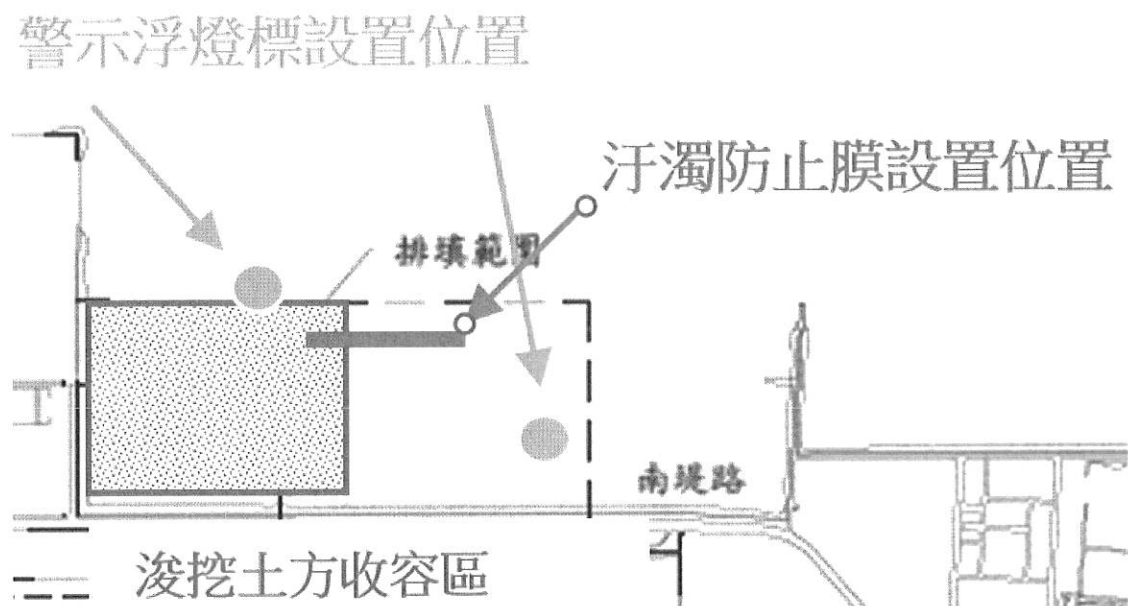 警示浮燈標設置位置
汙濁防止膜設置位置
排填範圍
南堤路
浚挖土方收容區